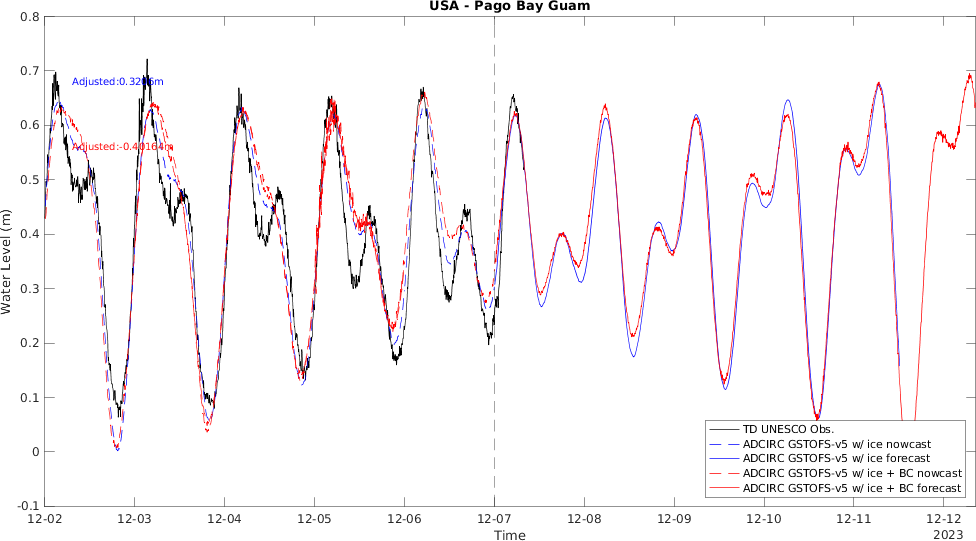 USA - Pago Bay Guam
0.8
0.7
0.6
0.5
0.4
0.3
0.2
0.1
0
-0.1
Water Level (m)
TD UNESCO Obs.
ADCIRC GSTOFS-v5 w/ ice nowcast
ADCIRC GSTOFS-v5 w/ ice forecast
ADCIRC GSTOFS-v5 w/ ice + BC nowcast
ADCIRC GSTOFS-v5 w/ ice + BC forecast
12-02 12-03 12-04 12-05 12-06 12-07 12-08 12-09 12-10 12-11 12-12
2023
Time